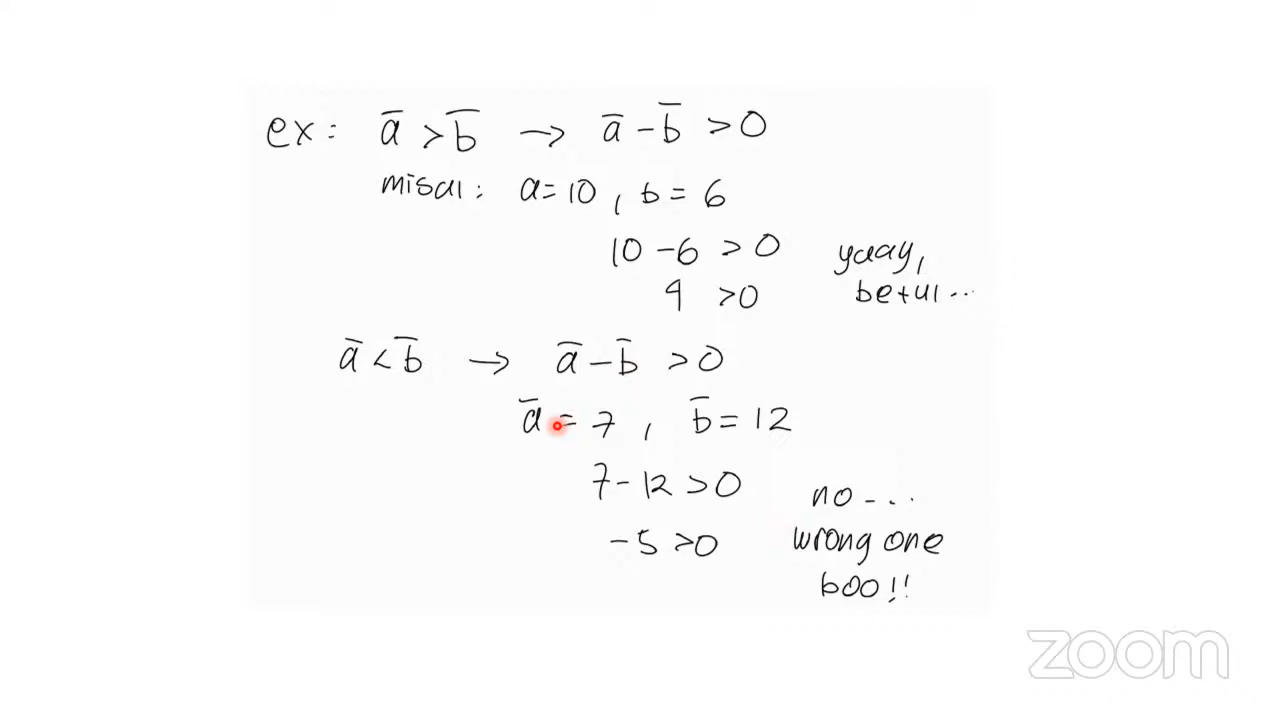 ex: a̅ > b̅ → a̅ - b̅ > 0
misal: a = 10, b = 6
10 - 6 > 0
4 > 0
yaay,
betul...
a̅ < b̅ → a̅ - b̅ > 0
a̅ = 7, b̅ = 12
7 - 12 > 0
-5 > 0
no - ...
wrong one
boo!!
zoom